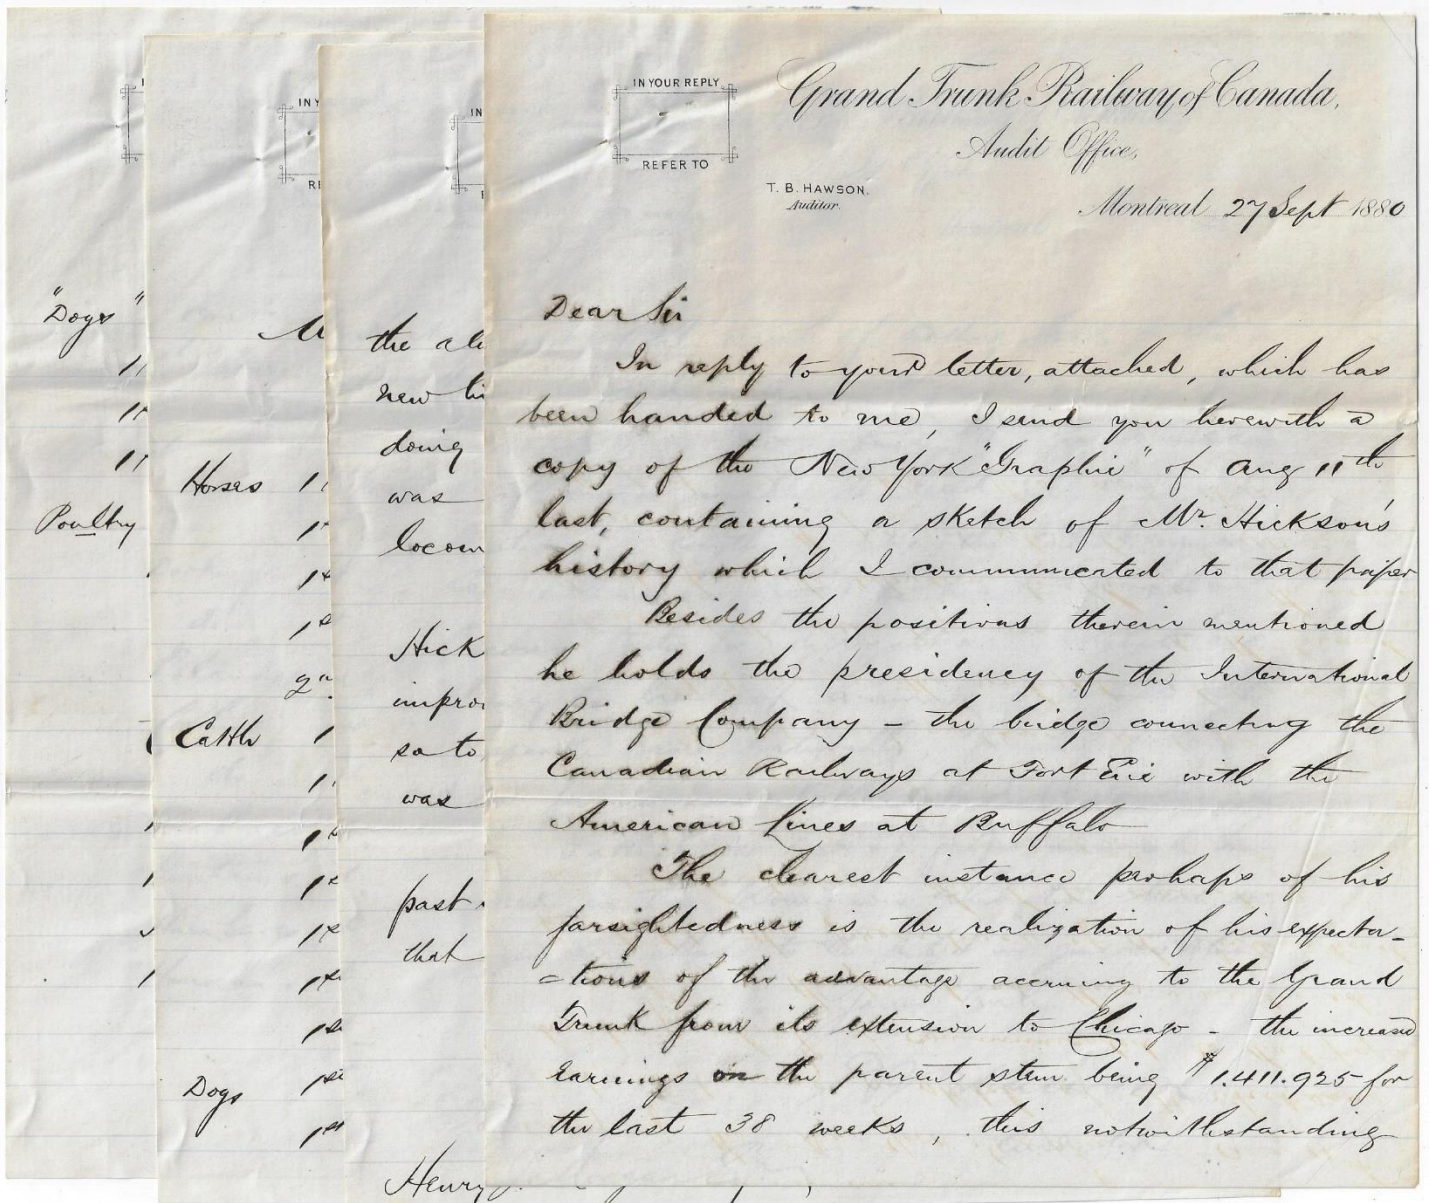 IN YOUR REPLY
REFER TO
Grand Trunk Railway of Canada,
Audit Office,
T. B. HAWSON.
Auditor.
Montreal 27 Sept 1880
Dear Sir
In reply to your letter, attached, which has
been handed to me, I send you herewith a
copy of the New York "Graphic" of Aug 11th
last, containing a sketch of Mr. Hickson's
history which I communicated to that paper
Besides the positions therein mentioned
he holds the presidency of the International
Bridge Company – the bridge connecting the
Canadian Railways at Fort Erie with the
American Lines at Buffalo
The clearest instance perhaps of his
farsightedness is the realization of his expecta-
-tions of the advantage accruing to the Grand
Trunk from its extension to Chicago – the increased
earnings on the parent stem being $1.411.925 for
the last 38 weeks, this notwithstanding
"Dogs"
Poultry
Horses
Cattle
Dogs
the
new
doing
was
locom
Hick
impro
so to
was
past
that
Henry